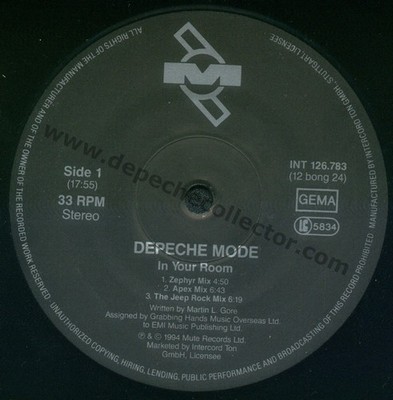 ALL RIGHTS OF THE MANUFACTURER AND OF THE OWNER OF THE RECORDED WORK RESERVED
UNAUTHORIZED COPYING, HIRING, LENDING, PUBLIC PERFORMANCE AND BROADCASTING OF THIS RECORD PROHIBITED
MANUFACTURED BY INTERCORD TON GMBH, STUTTGART LICENSEE
M
www.depechecollector.com
Side 1
(17:55)
33 RPM
Stereo
INT 126.783
(12 bong 24)
GEMA
LC 5834
DEPECHE MODE
In Your Room
1. Zephyr Mix 4:50
2. Apex Mix 6:43
3. The Jeep Rock Mix 6:19
Written by Martin L. Gore
Assigned by Grabbing Hands Music Overseas Ltd.
to EMI Music Publishing Ltd
℗ & © 1994 Mute Records Ltd.
Marketed by Intercord Ton
GmbH, Licensee